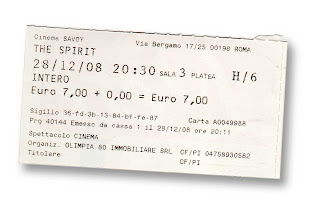 Cinema SAVOY Via Bergamo 17/25 00198 ROMA
THE SPIRIT
28/12/08 20:30 SALA 3 PLATEA H/6
INTERO
Euro 7,00 + 0,00 = Euro 7,00
Sigillo 36-fd-3b-13-84-bf-fe-87 Carta A0049988
Prg 40144 Emesso da cassa 1 il 28/12/08 ore 20:11
Spettacolo CINEMA
Organiz. OLIMPIA 80 IMMOBILIARE SRL CF/PI 04758930582
Titolare CF/PI